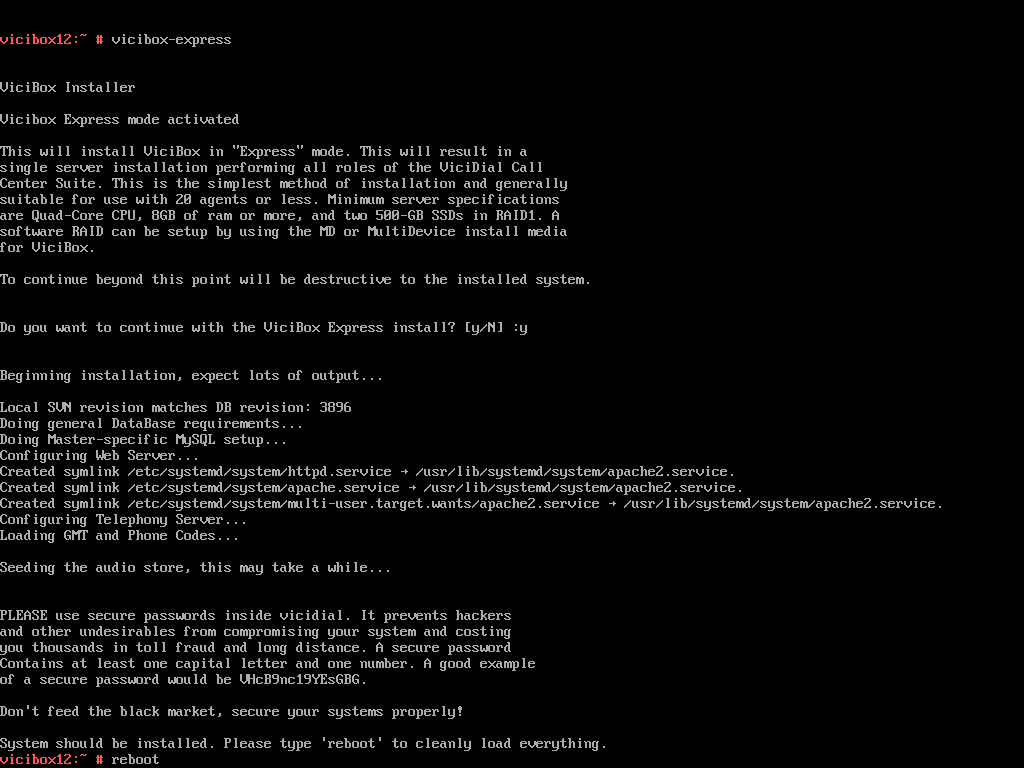 vicibox12:~ # vicibox-express
ViciBox Installer
Vicibox Express mode activated
This will install ViciBox in "Express" mode. This will result in a
single server installation performing all roles of the ViciDial Call
Center Suite. This is the simplest method of installation and generally
suitable for use with 20 agents or less. Minimum server specifications
are Quad-Core CPU, 8GB of ram or more, and two 500-GB SSDs in RAID1. A
software RAID can be setup by using the MD or MultiDevice install media
for ViciBox.
To continue beyond this point will be destructive to the installed system.
Do you want to continue with the ViciBox Express install? [y/N] :y
Beginning installation, expect lots of output...
Local SVN revision matches DB revision: 3896
Doing general DataBase requirements...
Doing Master-specific MySQL setup...
Configuring Web Server...
Created symlink /etc/systemd/system/httpd.service → /usr/lib/systemd/system/apache2.service.
Created symlink /etc/systemd/system/apache.service → /usr/lib/systemd/system/apache2.service.
Created symlink /etc/systemd/system/multi-user.target.wants/apache2.service → /usr/lib/systemd/system/apache2.service.
Configuring Telephony Server...
Loading GMT and Phone Codes...
Seeding the audio store, this may take a while...
PLEASE use secure passwords inside vicidial. It prevents hackers
and other undesirables from compromising your system and costing
you thousands in toll fraud and long distance. A secure password
Contains at least one capital letter and one number. A good example
of a secure password would be VHcB9nc19YEsGBG.
Don't feed the black market, secure your systems properly!
System should be installed. Please type 'reboot' to cleanly load everything.
vicibox12:~ # reboot